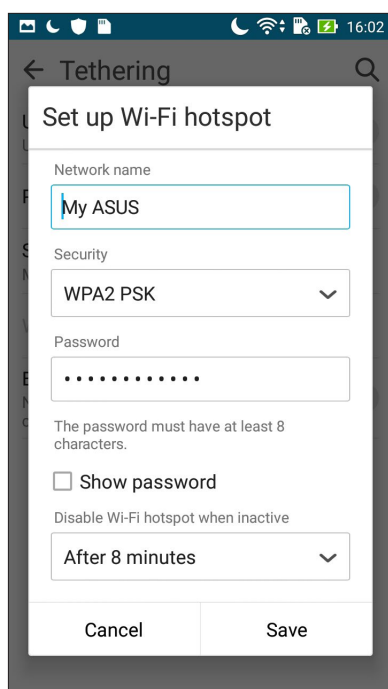 16:02
Tethering
Set up Wi-Fi hotspot
Network name
My ASUS
Security
WPA2 PSK
Password
••••••••••••
The password must have at least 8
characters.
Show password
Disable Wi-Fi hotspot when inactive
After 8 minutes
Cancel
Save